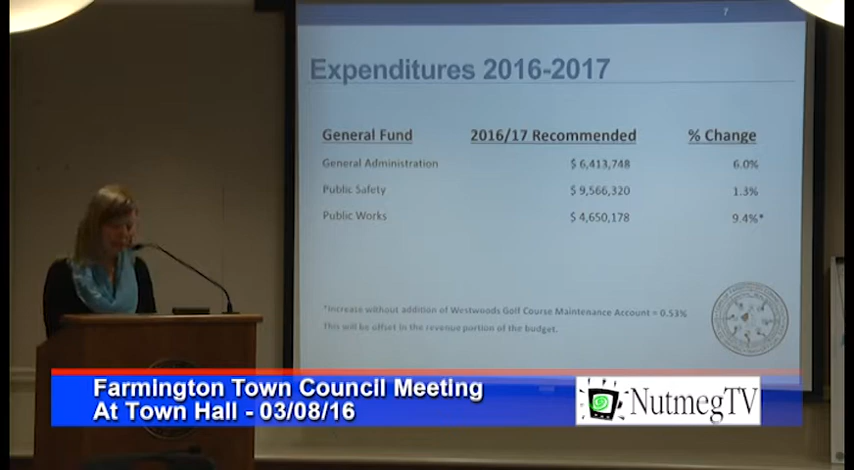 7
Expenditures 2016-2017
General Fund 2016/17 Recommended % Change
General Administration $ 6,413,748 6.0%
Public Safety $ 9,566,320 1.3%
Public Works $ 4,650,178 9.4%*
*Increase without addition of Westwoods Golf Course Maintenance Account = 0.53%
This will be offset in the revenue portion of the budget.
Farmington Town Council Meeting
At Town Hall - 03/08/16
NutmegTV